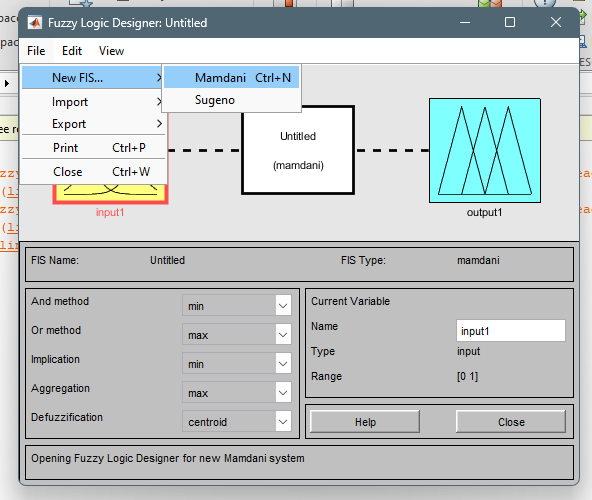 Fuzzy Logic Designer: Untitled
File Edit View
New FIS...
Mamdani Ctrl+N
Import
Sugeno
Export
Print Ctrl+P
Close Ctrl+W
Untitled
(mamdani)
input1
output1
FIS Name: Untitled FIS Type: mamdani
And method min
Or method max
Implication min
Aggregation max
Defuzzification centroid
Current Variable
Name input1
Type input
Range [0 1]
Help Close
Opening Fuzzy Logic Designer for new Mamdani system